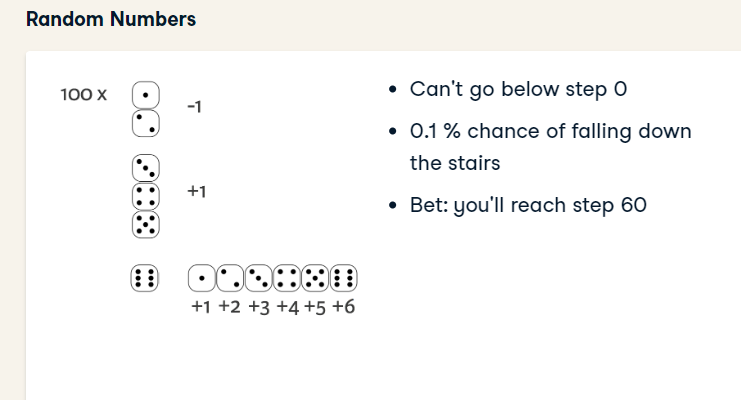 Random Numbers
100 x
-1
+1
+1 +2 +3 +4 +5 +6
• Can't go below step 0
• 0.1 % chance of falling down
the stairs
• Bet: you'll reach step 60